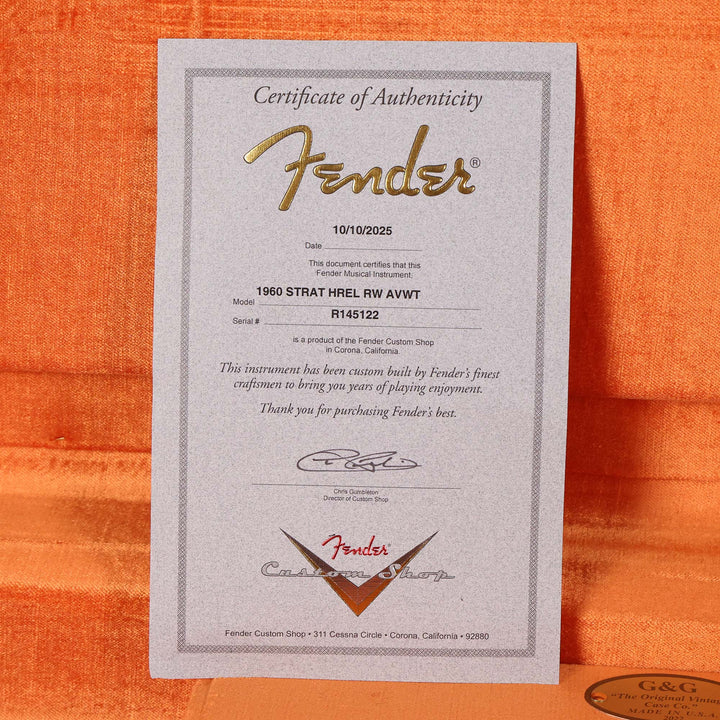 Certificate of Authenticity
Fender®
10/10/2025
Date
This document certifies that this
Fender Musical Instrument.
1960 STRAT HREL RW AVWT
Model
R145122
Serial #
is a product of the Fender Custom Shop
in Corona, California.
This instrument has been custom built by Fender's finest
craftsmen to bring you years of playing enjoyment.
Thank you for purchasing Fender's best.
Chris Gumbleton
Director of Custom Shop
Fender
Custom Shop
Fender Custom Shop • 311 Cessna Circle • Corona, California • 92880
G&G
"The Original Vintage
Case Co."
MADE IN U.S.A.